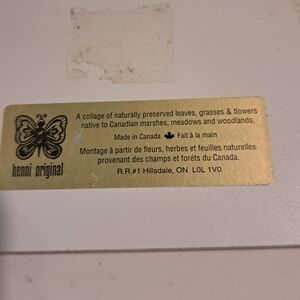 A collage of naturally preserved leaves, grasses & flowers
native to Canadian marshes, meadows and woodlands.
Made in Canada Fait à la main
Montage à partir de fleurs, herbes et feuilles naturelles
provenant des champs et forêts du Canada.
R.R.#1 Hillsdale, ON L0L 1V0
henni original